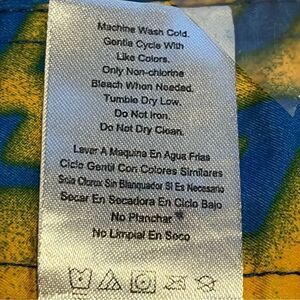 Machine Wash Cold.
Gentle Cycle With
Like Colors.
Only Non-chlorine
Bleach When Needed.
Tumble Dry Low.
Do Not Iron.
Do Not Dry Clean.
Lavar A Maquina En Agua Frias
Ciclo Gentil Con Colores Similares
Solo Clorox Sin Blanquador Si Es Necesario
Secar En Secadora En Ciclo Bajo
No Planchar
No Limpial En Seco